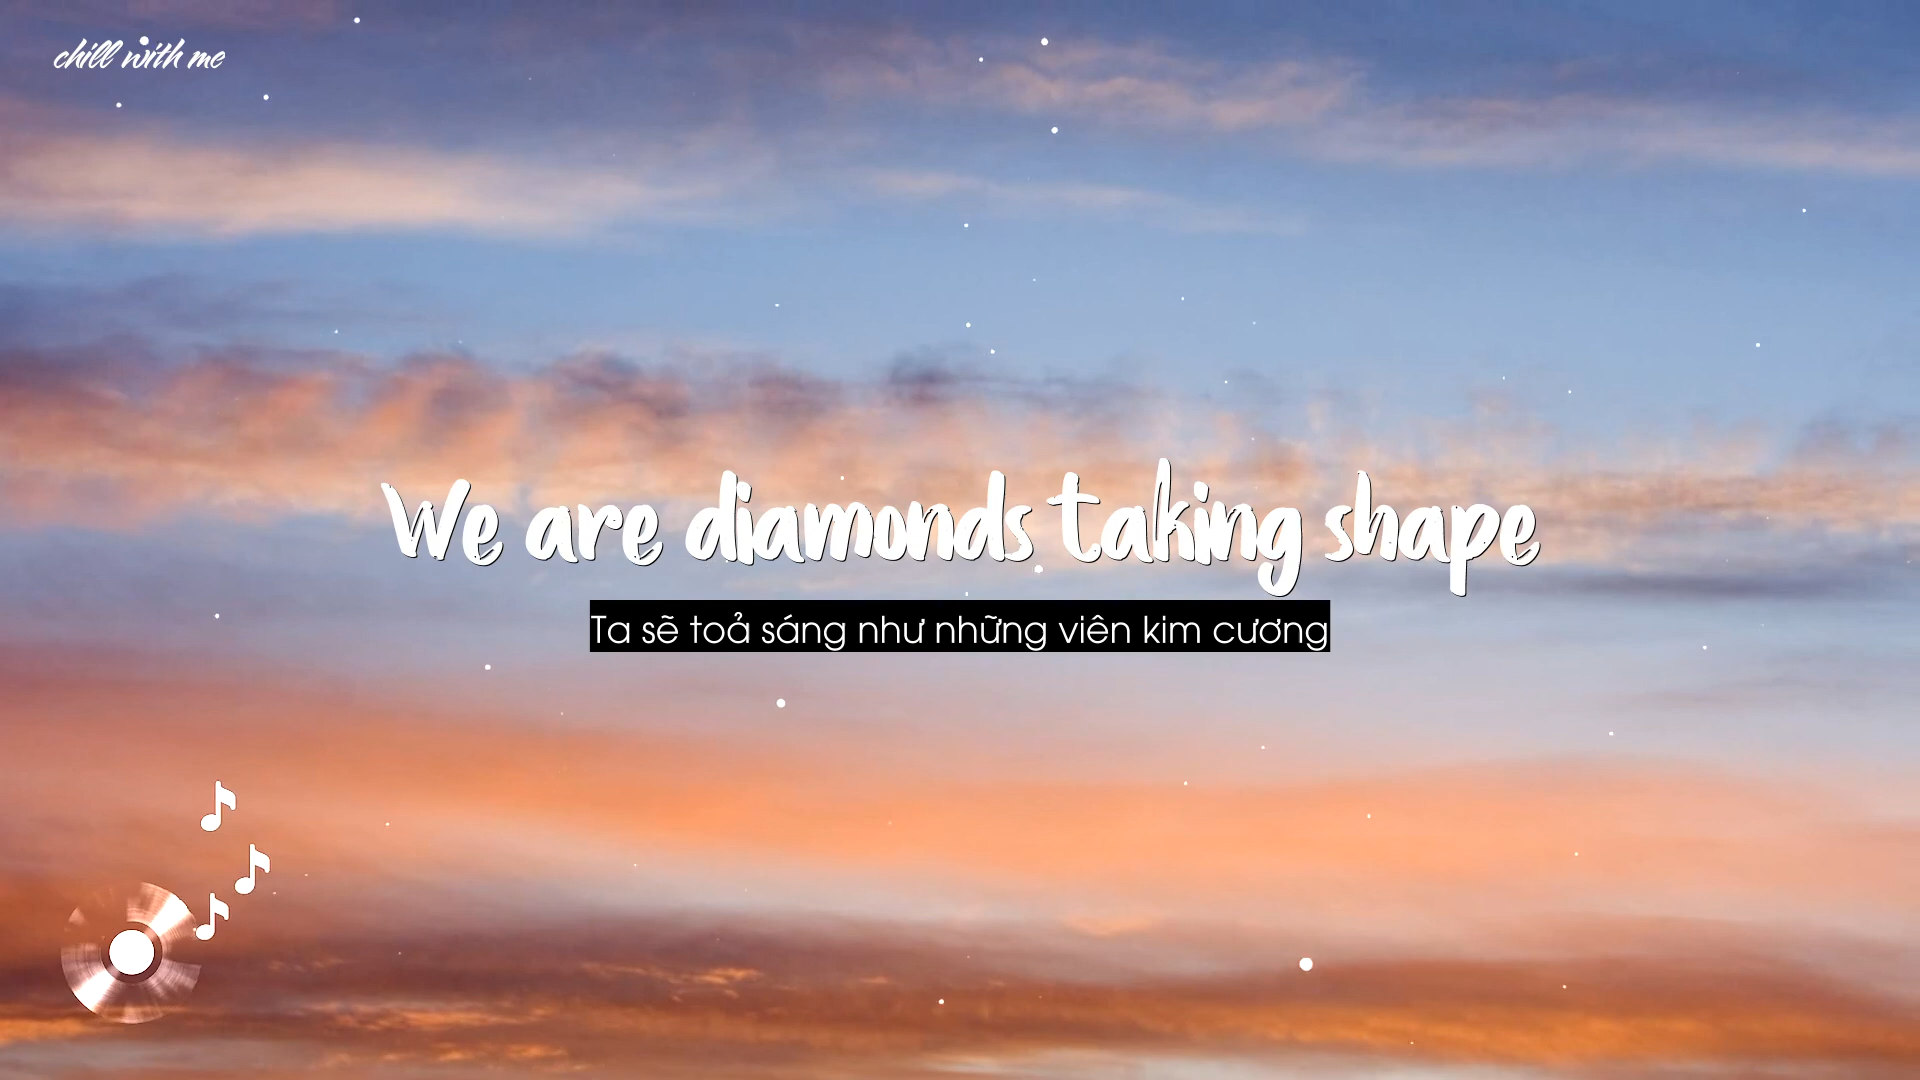 chill with me
We are diamonds taking shape
Ta sẽ toả sáng như những viên kim cương